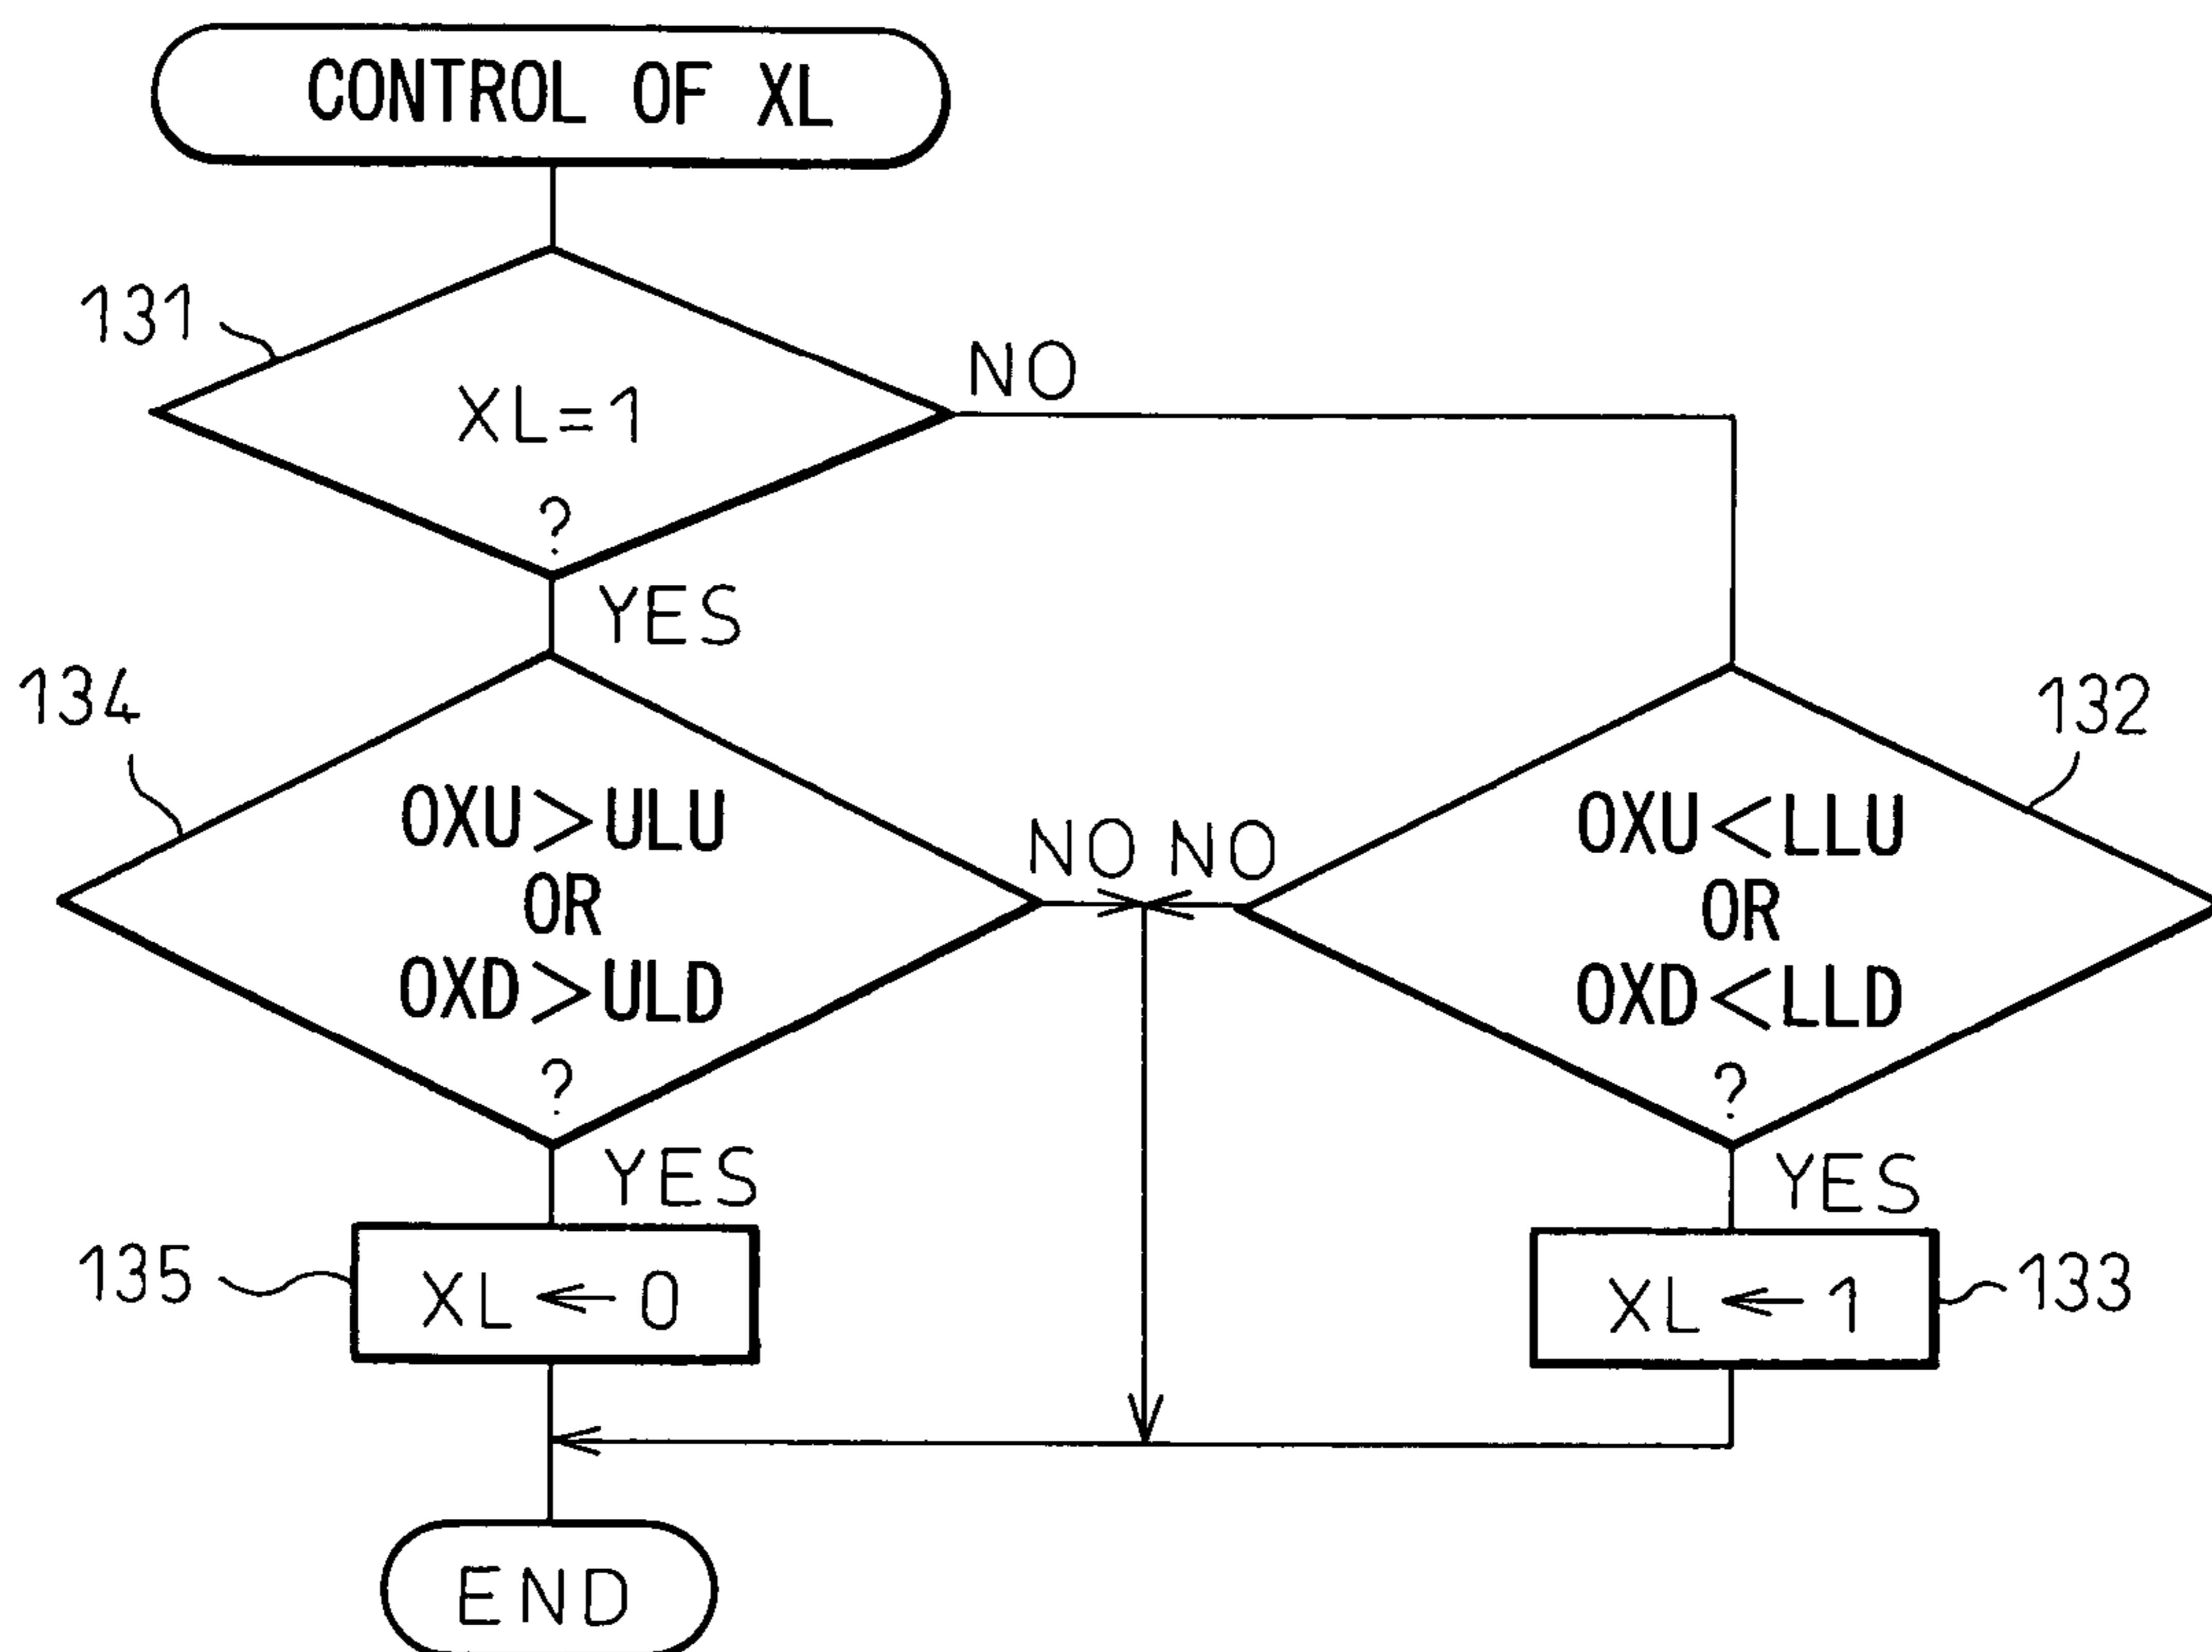 CONTROL OF XL
131
XL=1
?
NO
YES
134
OXU>ULU
OR
OXD>ULD
?
NO
NO
132
OXU<LLU
OR
OXD<LLD
?
YES
YES
135
XL ← 0
XL ← 1
133
END